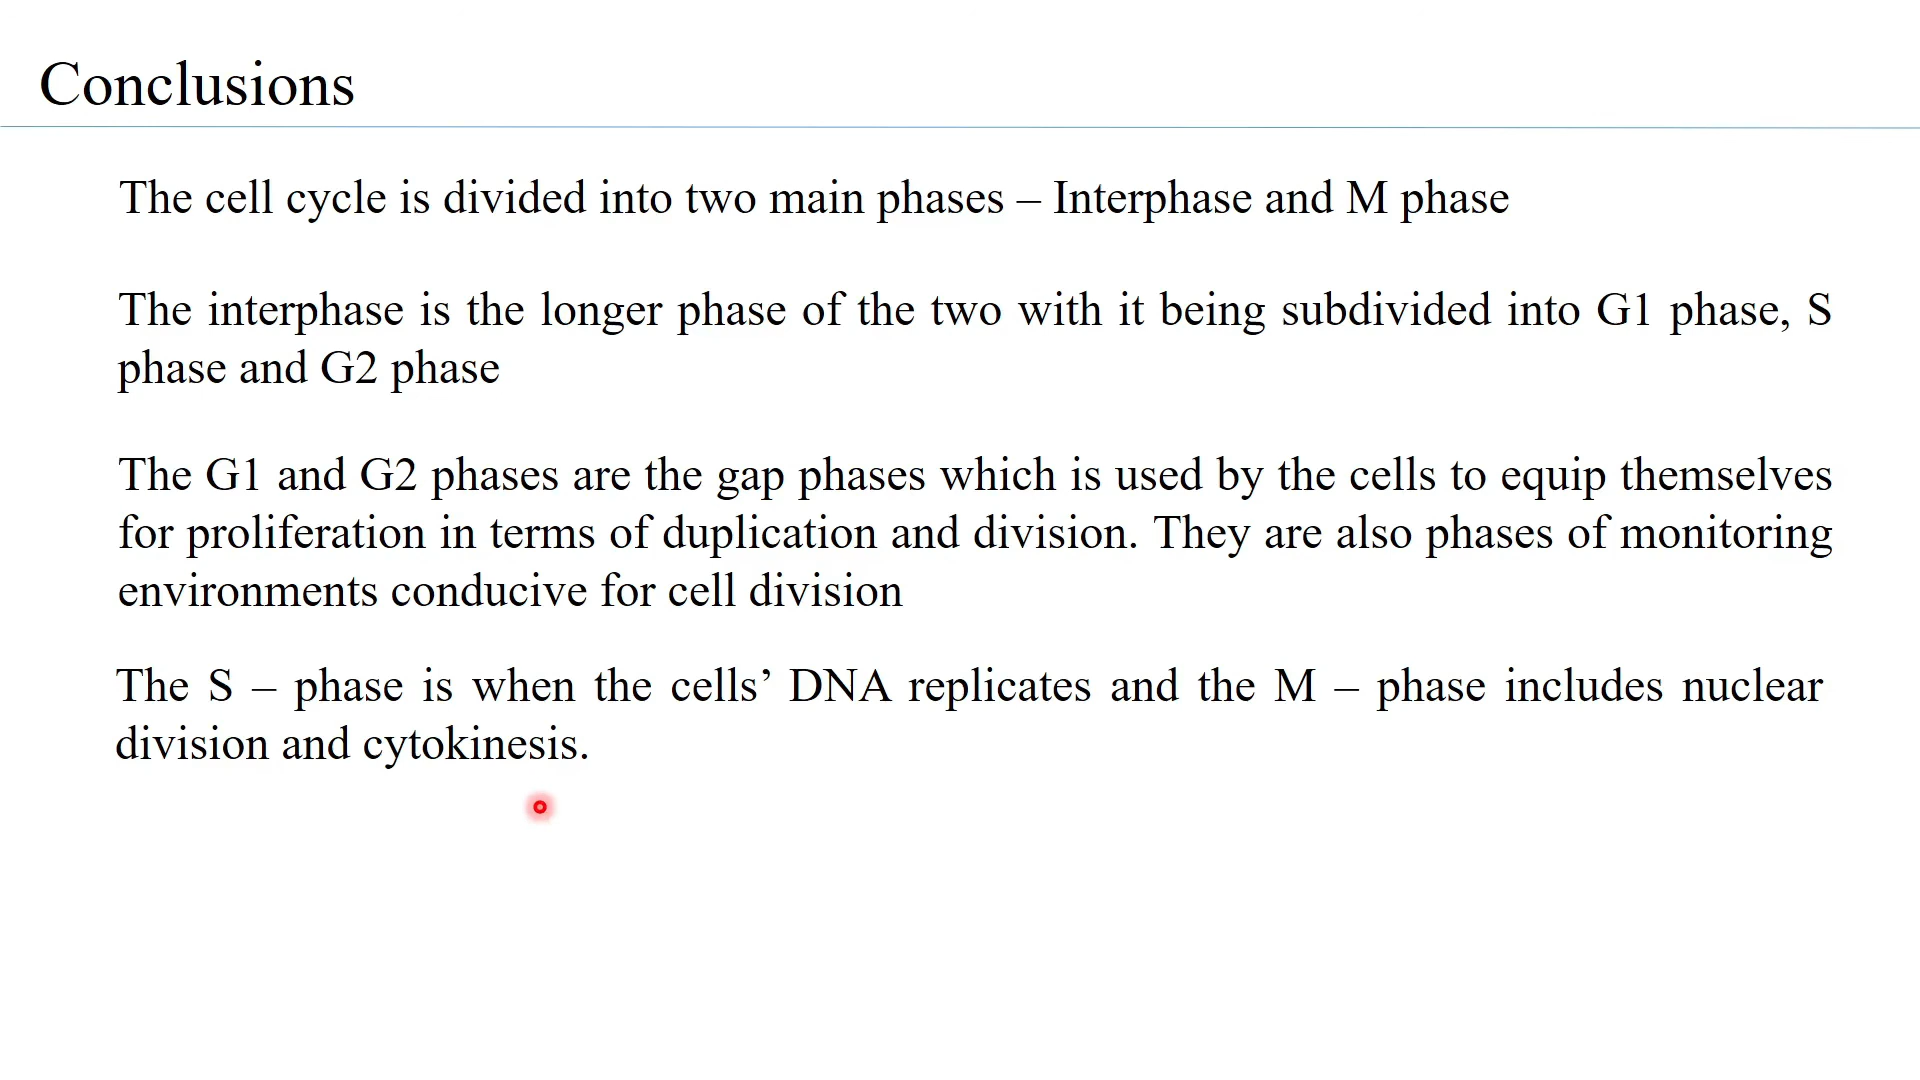 Conclusions
The cell cycle is divided into two main phases – Interphase and M phase
The interphase is the longer phase of the two with it being subdivided into G1 phase, S
phase and G2 phase
The G1 and G2 phases are the gap phases which is used by the cells to equip themselves
for proliferation in terms of duplication and division. They are also phases of monitoring
environments conducive for cell division
The S – phase is when the cells’ DNA replicates and the M – phase includes nuclear
division and cytokinesis.